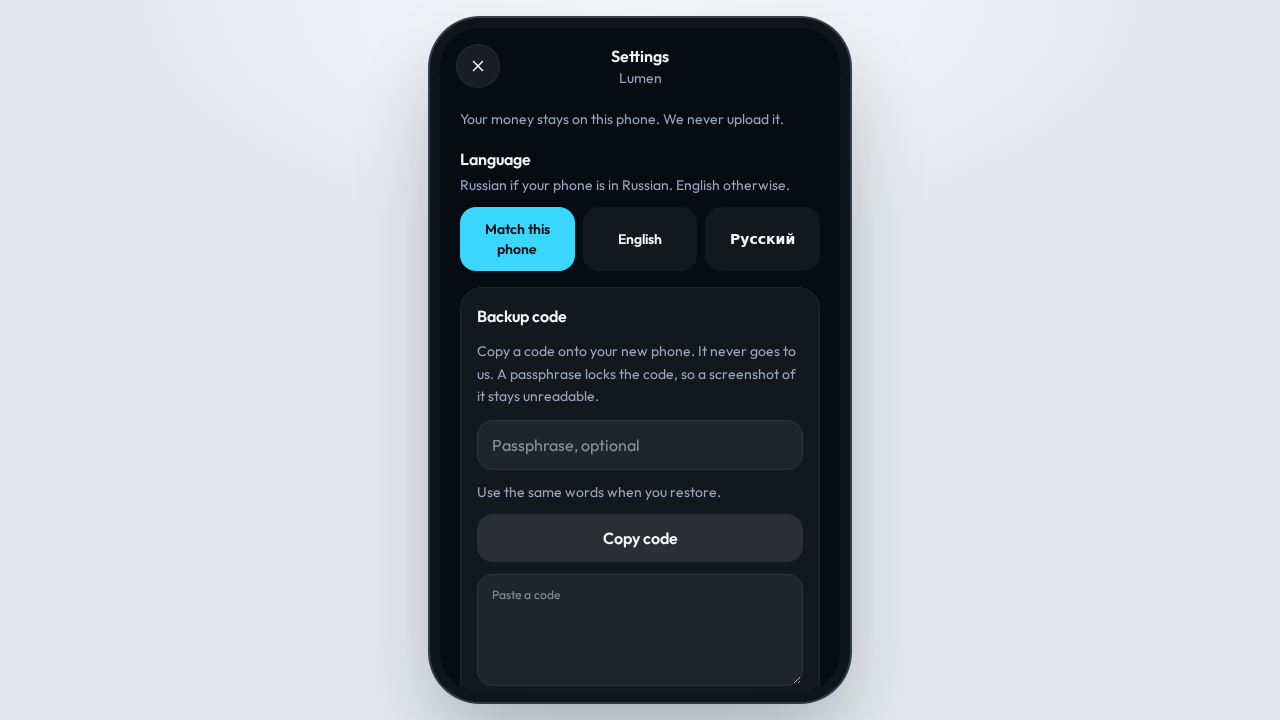 Settings
Lumen
Your money stays on this phone. We never upload it.
Language
Russian if your phone is in Russian. English otherwise.
Match this
phone
English
Русский
Backup code
Copy a code onto your new phone. It never goes to
us. A passphrase locks the code, so a screenshot of
it stays unreadable.
Passphrase, optional
Use the same words when you restore.
Copy code
Paste a code